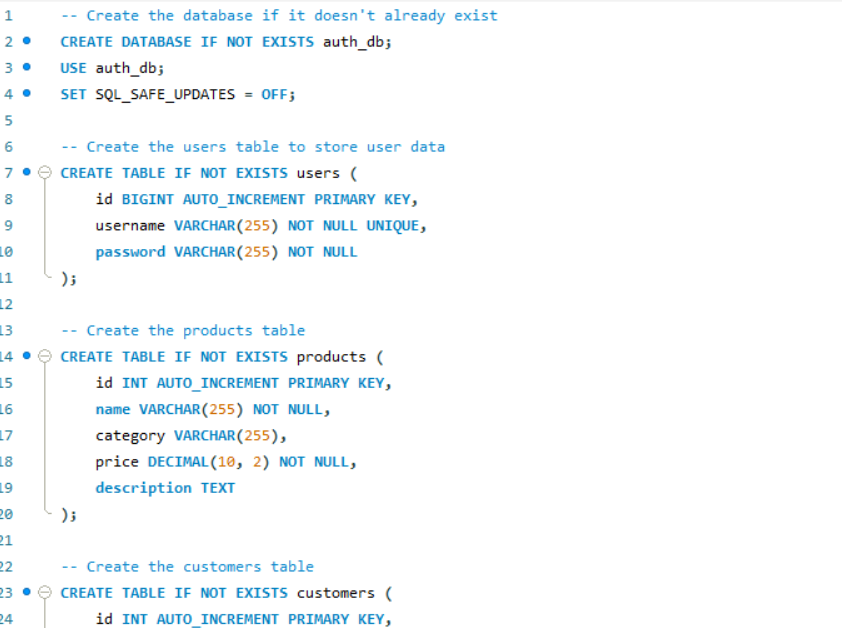 1 -- Create the database if it doesn't already exist
2 CREATE DATABASE IF NOT EXISTS auth_db;
3 USE auth_db;
4 SET SQL_SAFE_UPDATES = OFF;
5
6 -- Create the users table to store user data
7 CREATE TABLE IF NOT EXISTS users (
8 id BIGINT AUTO_INCREMENT PRIMARY KEY,
9 username VARCHAR(255) NOT NULL UNIQUE,
10 password VARCHAR(255) NOT NULL
11 );
12
13 -- Create the products table
14 CREATE TABLE IF NOT EXISTS products (
15 id INT AUTO_INCREMENT PRIMARY KEY,
16 name VARCHAR(255) NOT NULL,
17 category VARCHAR(255),
18 price DECIMAL(10, 2) NOT NULL,
19 description TEXT
20 );
21
22 -- Create the customers table
23 CREATE TABLE IF NOT EXISTS customers (
24 id INT AUTO_INCREMENT PRIMARY KEY,